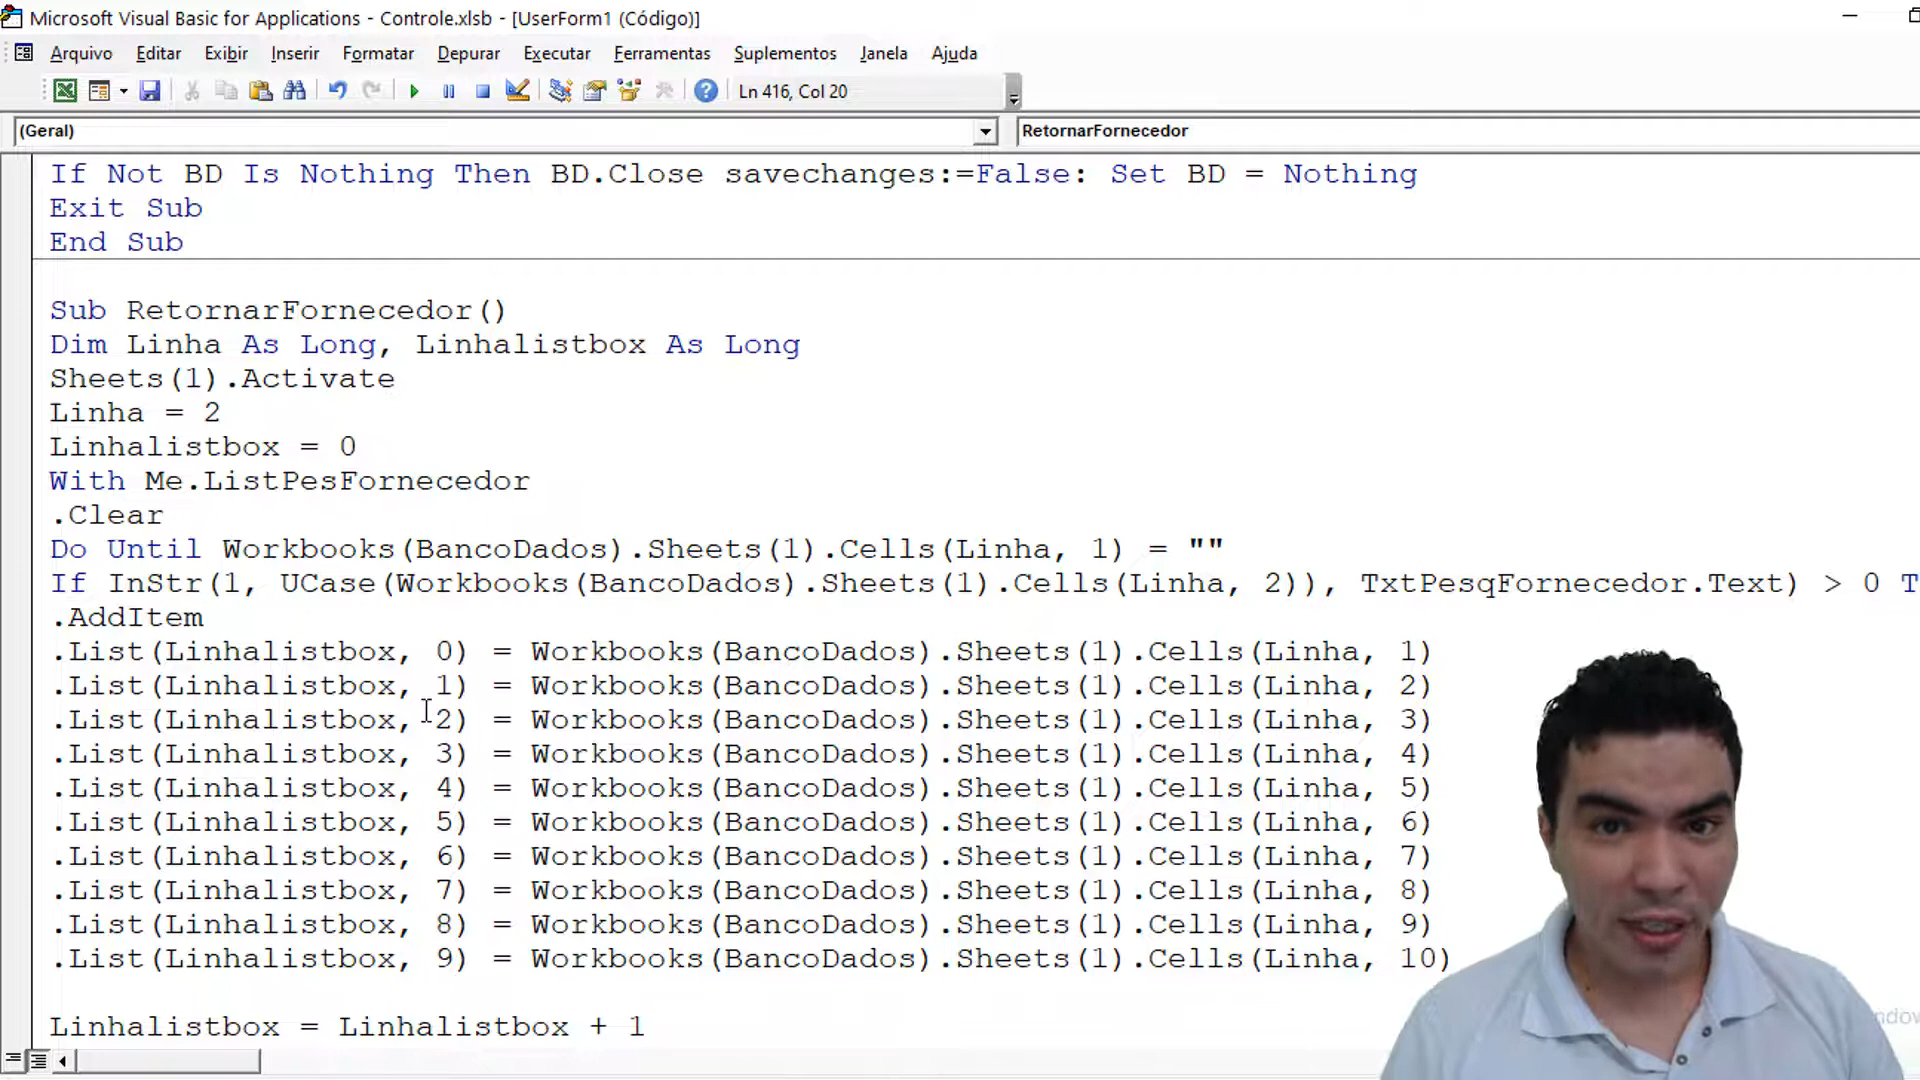 Microsoft Visual Basic for Applications - Controle.xlsb - [UserForm1 (Código)]
Arquivo Editar Exibir Inserir Formatar Depurar Executar Ferramentas Suplementos Janela Ajuda
Ln 416, Col 20
(Geral) RetornarFornecedor
If Not BD Is Nothing Then BD.Close savechanges:=False: Set BD = Nothing
Exit Sub
End Sub
Sub RetornarFornecedor()
Dim Linha As Long, Linhalistbox As Long
Sheets(1).Activate
Linha = 2
Linhalistbox = 0
With Me.ListPesFornecedor
.Clear
Do Until Workbooks(BancoDados).Sheets(1).Cells(Linha, 1) = ""
If InStr(1, UCase(Workbooks(BancoDados).Sheets(1).Cells(Linha, 2)), TxtPesqFornecedor.Text) > 0 T
.AddItem
.List(Linhalistbox, 0) = Workbooks(BancoDados).Sheets(1).Cells(Linha, 1)
.List(Linhalistbox, 1) = Workbooks(BancoDados).Sheets(1).Cells(Linha, 2)
.List(Linhalistbox, 2) = Workbooks(BancoDados).Sheets(1).Cells(Linha, 3)
.List(Linhalistbox, 3) = Workbooks(BancoDados).Sheets(1).Cells(Linha, 4)
.List(Linhalistbox, 4) = Workbooks(BancoDados).Sheets(1).Cells(Linha, 5)
.List(Linhalistbox, 5) = Workbooks(BancoDados).Sheets(1).Cells(Linha, 6)
.List(Linhalistbox, 6) = Workbooks(BancoDados).Sheets(1).Cells(Linha, 7)
.List(Linhalistbox, 7) = Workbooks(BancoDados).Sheets(1).Cells(Linha, 8)
.List(Linhalistbox, 8) = Workbooks(BancoDados).Sheets(1).Cells(Linha, 9)
.List(Linhalistbox, 9) = Workbooks(BancoDados).Sheets(1).Cells(Linha, 10)
Linhalistbox = Linhalistbox + 1